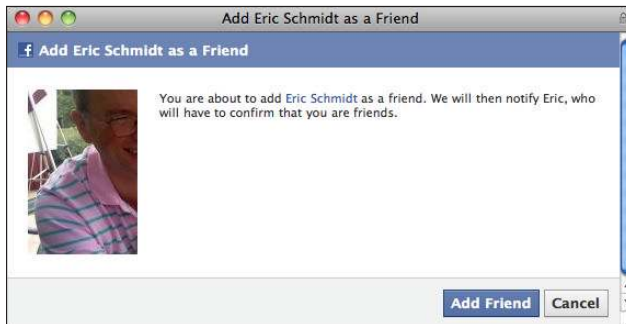 Add Eric Schmidt as a Friend
f Add Eric Schmidt as a Friend
You are about to add Eric Schmidt as a friend. We will then notify Eric, who
will have to confirm that you are friends.
Add Friend Cancel